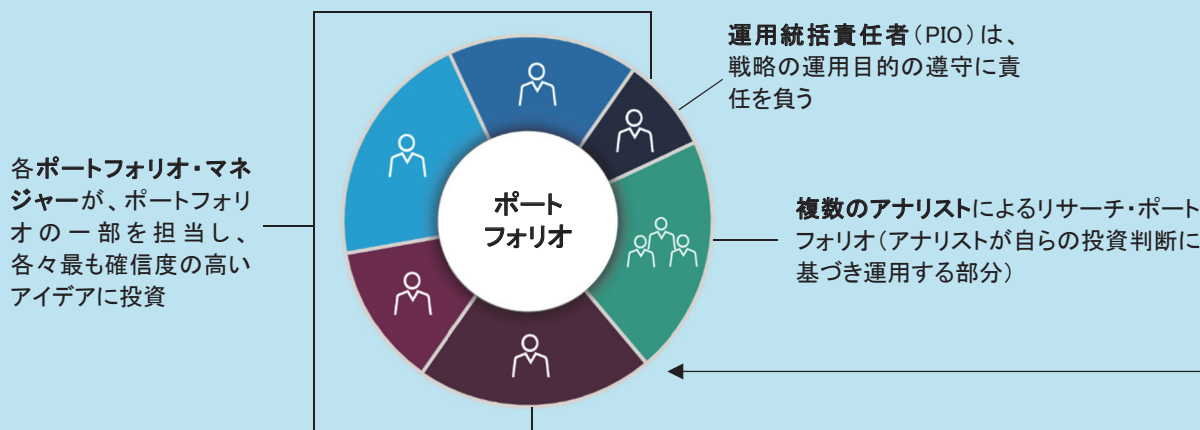 運用統括責任者(PIO)は、
戦略の運用目的の遵守に責
任を負う
各ポートフォリオ・マネ
ジャーが、ポートフォリ
オの一部を担当し、
各々最も確信度の高い
アイデアに投資
ポート
フォリオ
複数のアナリストによるリサーチ・ポート
フォリオ(アナリストが自らの投資判断に
基づき運用する部分)